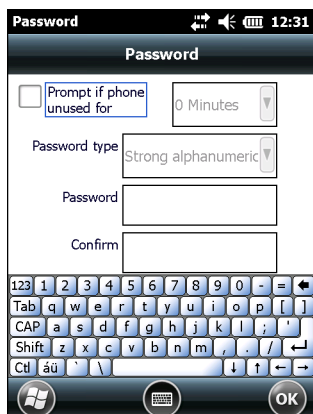 Password 12:31
Password
Prompt if phone
unused for
0 Minutes
Password type
Strong alphanumeric
Password
Confirm
123 1 2 3 4 5 6 7 8 9 0 - =
Tab q w e r t y u i o p [ ]
CAP a s d f g h j k l ; '
Shift z x c v b n m , . /
Ctl áü ` \
OK